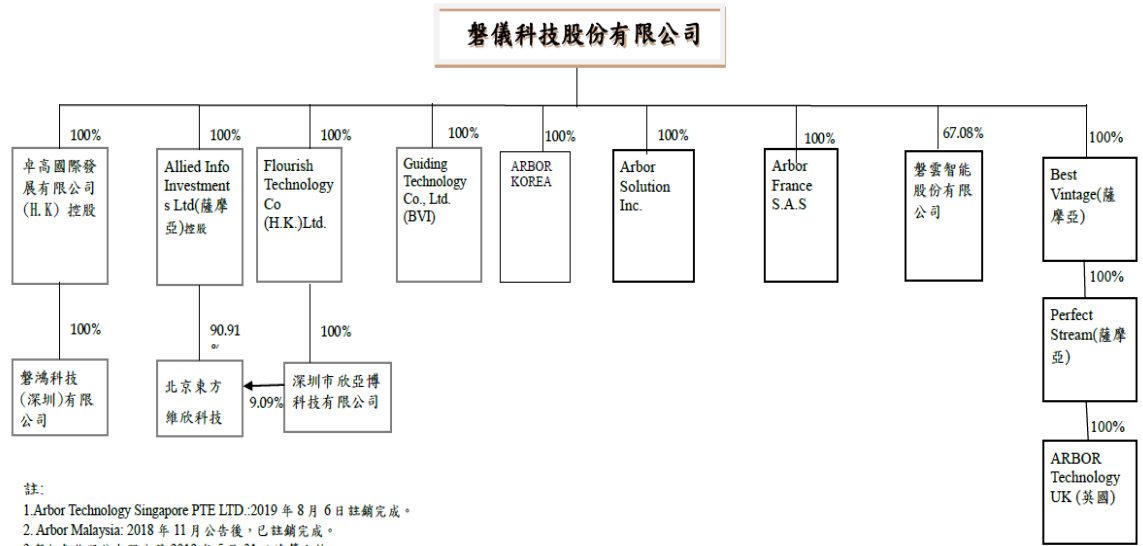 磐儀科技股份有限公司
100%
100%
100%
100%
100%
100%
100%
67.08%
100%
卓高國際發
展有限公司
(H.K) 控股
Allied Info
Investment
s Ltd(薩摩
亞)控股
Flourish
Technology
Co
(H.K.)Ltd.
Guiding
Technology
Co., Ltd.
(BVI)
ARBOR
KOREA
Arbor
Solution
Inc.
Arbor
France
S.A.S
磐雲智能
股份有限
公司
Best
Vintage(薩
摩亞)
100%
90.91
%
100%
100%
磐鴻科技
(深圳)有限
公司
北京東方
維欣科技
9.09%
深圳市欣亞博
科技有限公司
Perfect
Stream(薩摩
亞)
100%
ARBOR
Technology
UK (英國)
註:
1.Arbor Technology Singapore PTE LTD.:2019 年 8 月 6 日註銷完成。
2. Arbor Malaysia: 2018 年 11 月公告後，已註銷完成。